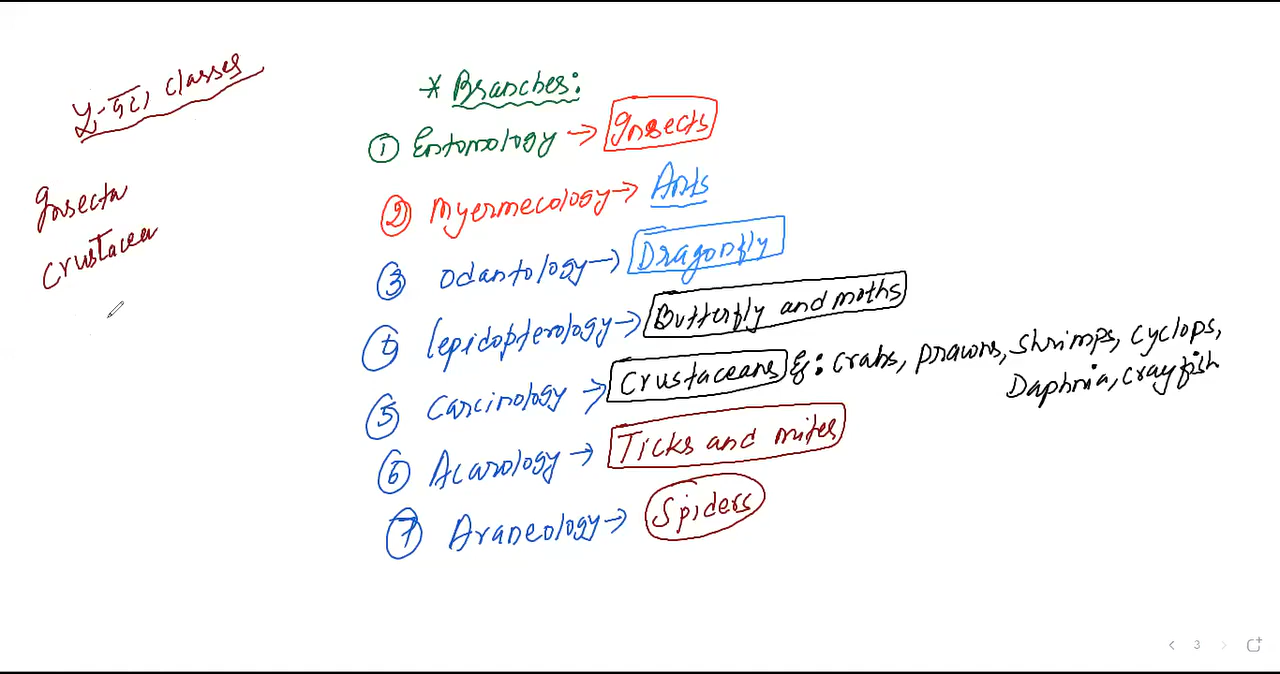 classes
Insecta
Crustacea
* Branches:
① Entomology → Insects
② Myermecology → Ants
③ Odantology → Dragonfly
④ Lepidopterology → Butterfly and moths
⑤ Carcinology → Crustaceans Eg: Crabs, Prawns, Shrimps, Cyclops,
Daphnia, Crayfish
⑥ Acarology → Ticks and mites
⑦ Araneology → Spiders
3